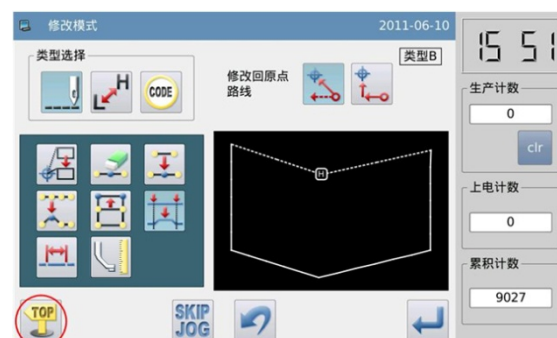 修改模式
2011-06-10
类型选择
H
L
CODE
修改回原点
路线
类型B
H
TOP
SKIP
JOG
15 51
生产计数
0
clr
上电计数
0
累积计数
9027